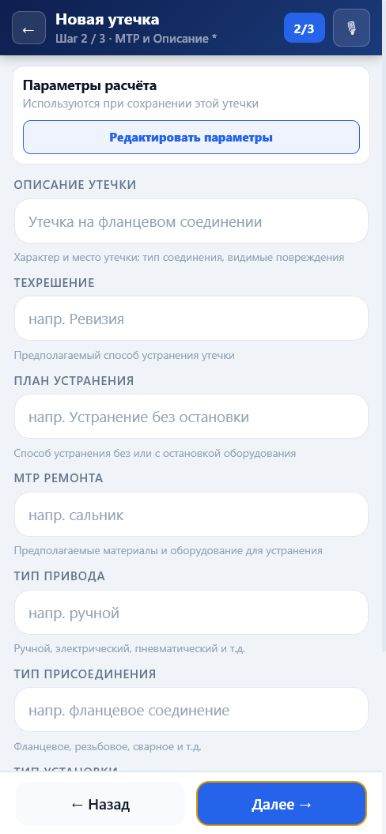 ←
Новая утечка
Шаг 2 / 3 · МТР и Описание *
2/3
Параметры расчёта
Используются при сохранении этой утечки
Редактировать параметры
ОПИСАНИЕ УТЕЧКИ
Утечка на фланцевом соединении
Характер и место утечки: тип соединения, видимые повреждения
ТЕХРЕШЕНИЕ
напр. Ревизия
Предполагаемый способ устранения утечки
ПЛАН УСТРАНЕНИЯ
напр. Устранение без остановки
Способ устранения без или с остановкой оборудования
МТР РЕМОНТА
напр. сальник
Предполагаемые материалы и оборудование для устранения
ТИП ПРИВОДА
напр. ручной
Ручной, электрический, пневматический и т.д.
ТИП ПРИСОЕДИНЕНИЯ
напр. фланцевое соединение
Фланцевое, резьбовое, сварное и т.д.
ТИП УСТАНОВКИ
← Назад
Далее →